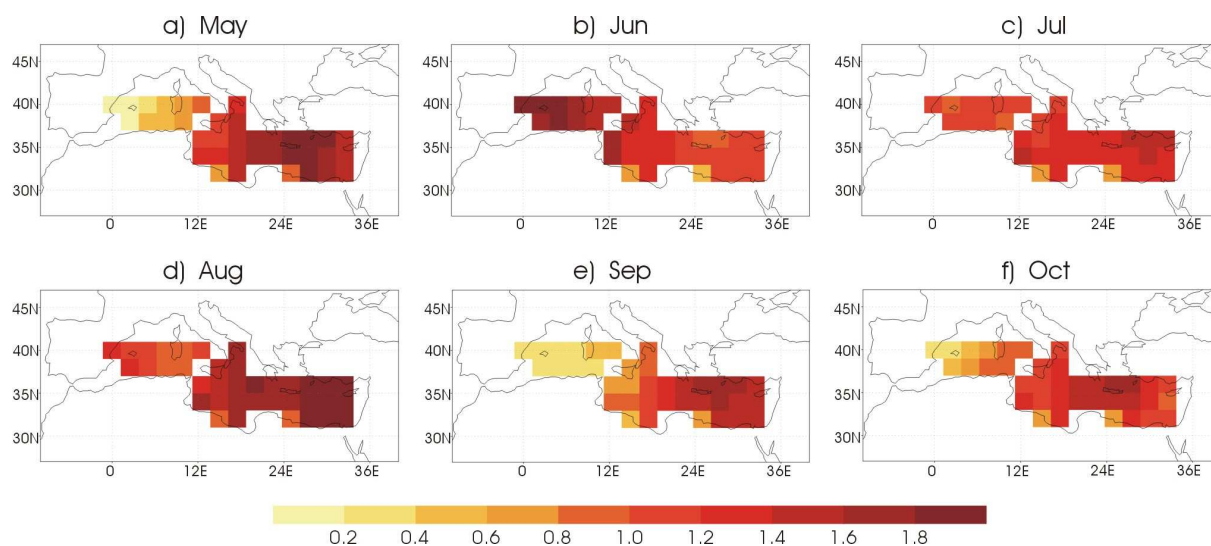 a) May b) Jun c) Jul
45N 45N 45N
40N 40N 40N
35N 35N 35N
30N 30N 30N
0 12E 24E 36E 0 12E 24E 36E 0 12E 24E 36E
d) Aug e) Sep f) Oct
45N 45N 45N
40N 40N 40N
35N 35N 35N
30N 30N 30N
0 12E 24E 36E 0 12E 24E 36E 0 12E 24E 36E
0.2 0.4 0.6 0.8 1.0 1.2 1.4 1.6 1.8